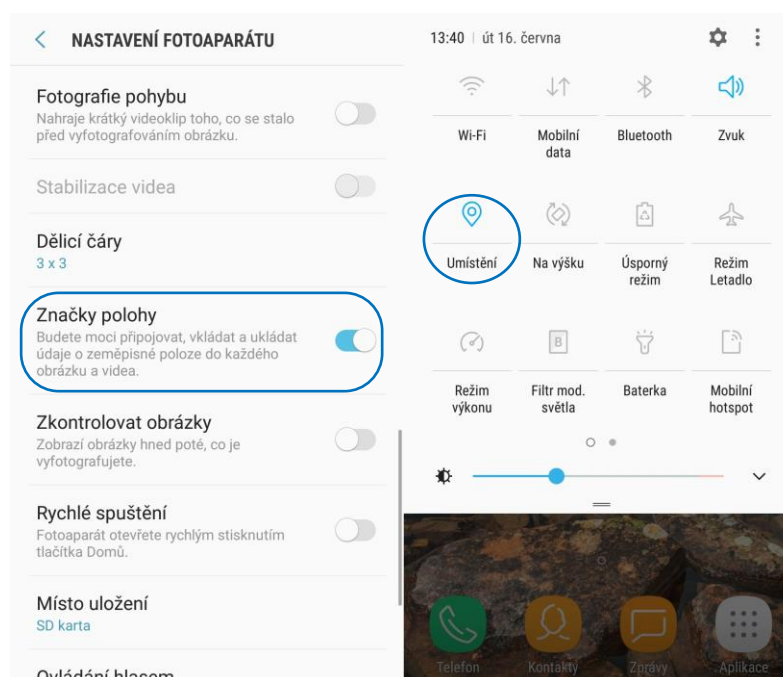 NASTAVENÍ FOTOAPARÁTU
Fotografie pohybu
Nahraje krátký videoklip toho, co se stalo
před vyfotografováním obrázku.
Stabilizace videa
Dělicí čáry
3 x 3
Značky polohy
Budete moci připojovat, vkládat a ukládat
údaje o zeměpisné poloze do každého
obrázku a videa.
Zkontrolovat obrázky
Zobrazí obrázky hned poté, co je
vyfotografujete.
Rychlé spuštění
Fotoaparát otevřete rychlým stisknutím
tlačítka Domů.
Místo uložení
SD karta
Ovládání hlasem
13:40 | út 16. června
Wi-Fi
Mobilní
data
Bluetooth
Zvuk
Umístění
Na výšku
Úsporný
režim
Režim
Letadlo
B
Režim
výkonu
Filtr mod.
světla
Baterka
Mobilní
hotspot
Telefon
Kontakty
Zprávy
Aplikace